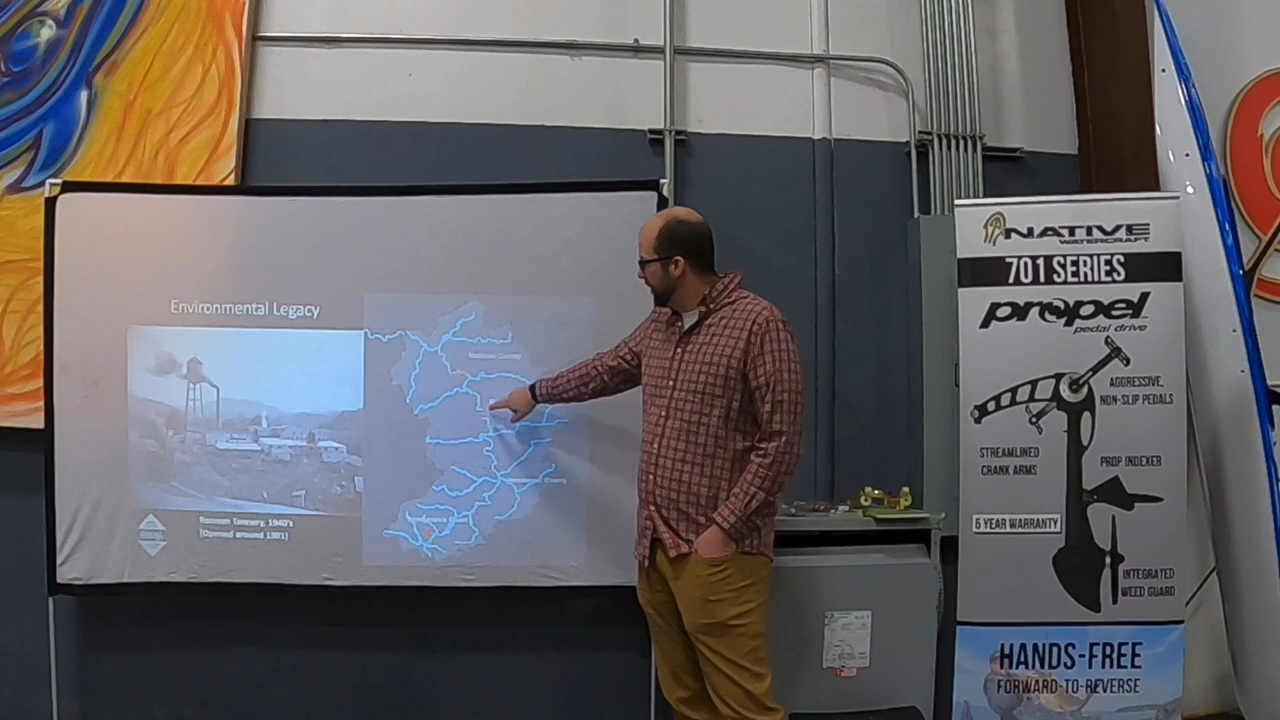 Environmental Legacy
Rosman Tannery, 1940's
(Opened around 1901)
NATIVE
WATERCRAFT
701 SERIES
propel
pedal drive
AGGRESSIVE,
NON-SLIP PEDALS
STREAMLINED
CRANK ARMS
PROP INDEXER
5 YEAR WARRANTY
INTEGRATED
WEED GUARD
HANDS-FREE
FORWARD-TO-REVERSE